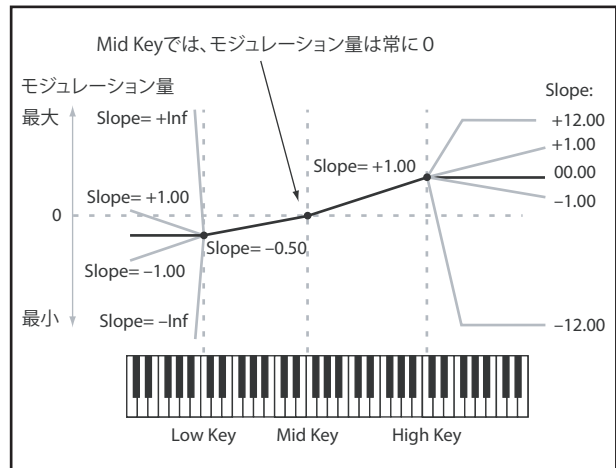 Mid Keyでは、モジュレーション量は常に 0
モジュレーション量
最大
Slope= +Inf
Slope:
+12.00
+1.00
Slope= +1.00
00.00
Slope= +1.00
–1.00
0
Slope= –0.50
Slope= –1.00
最小
Slope= –Inf
–12.00
Low Key
Mid Key
High Key